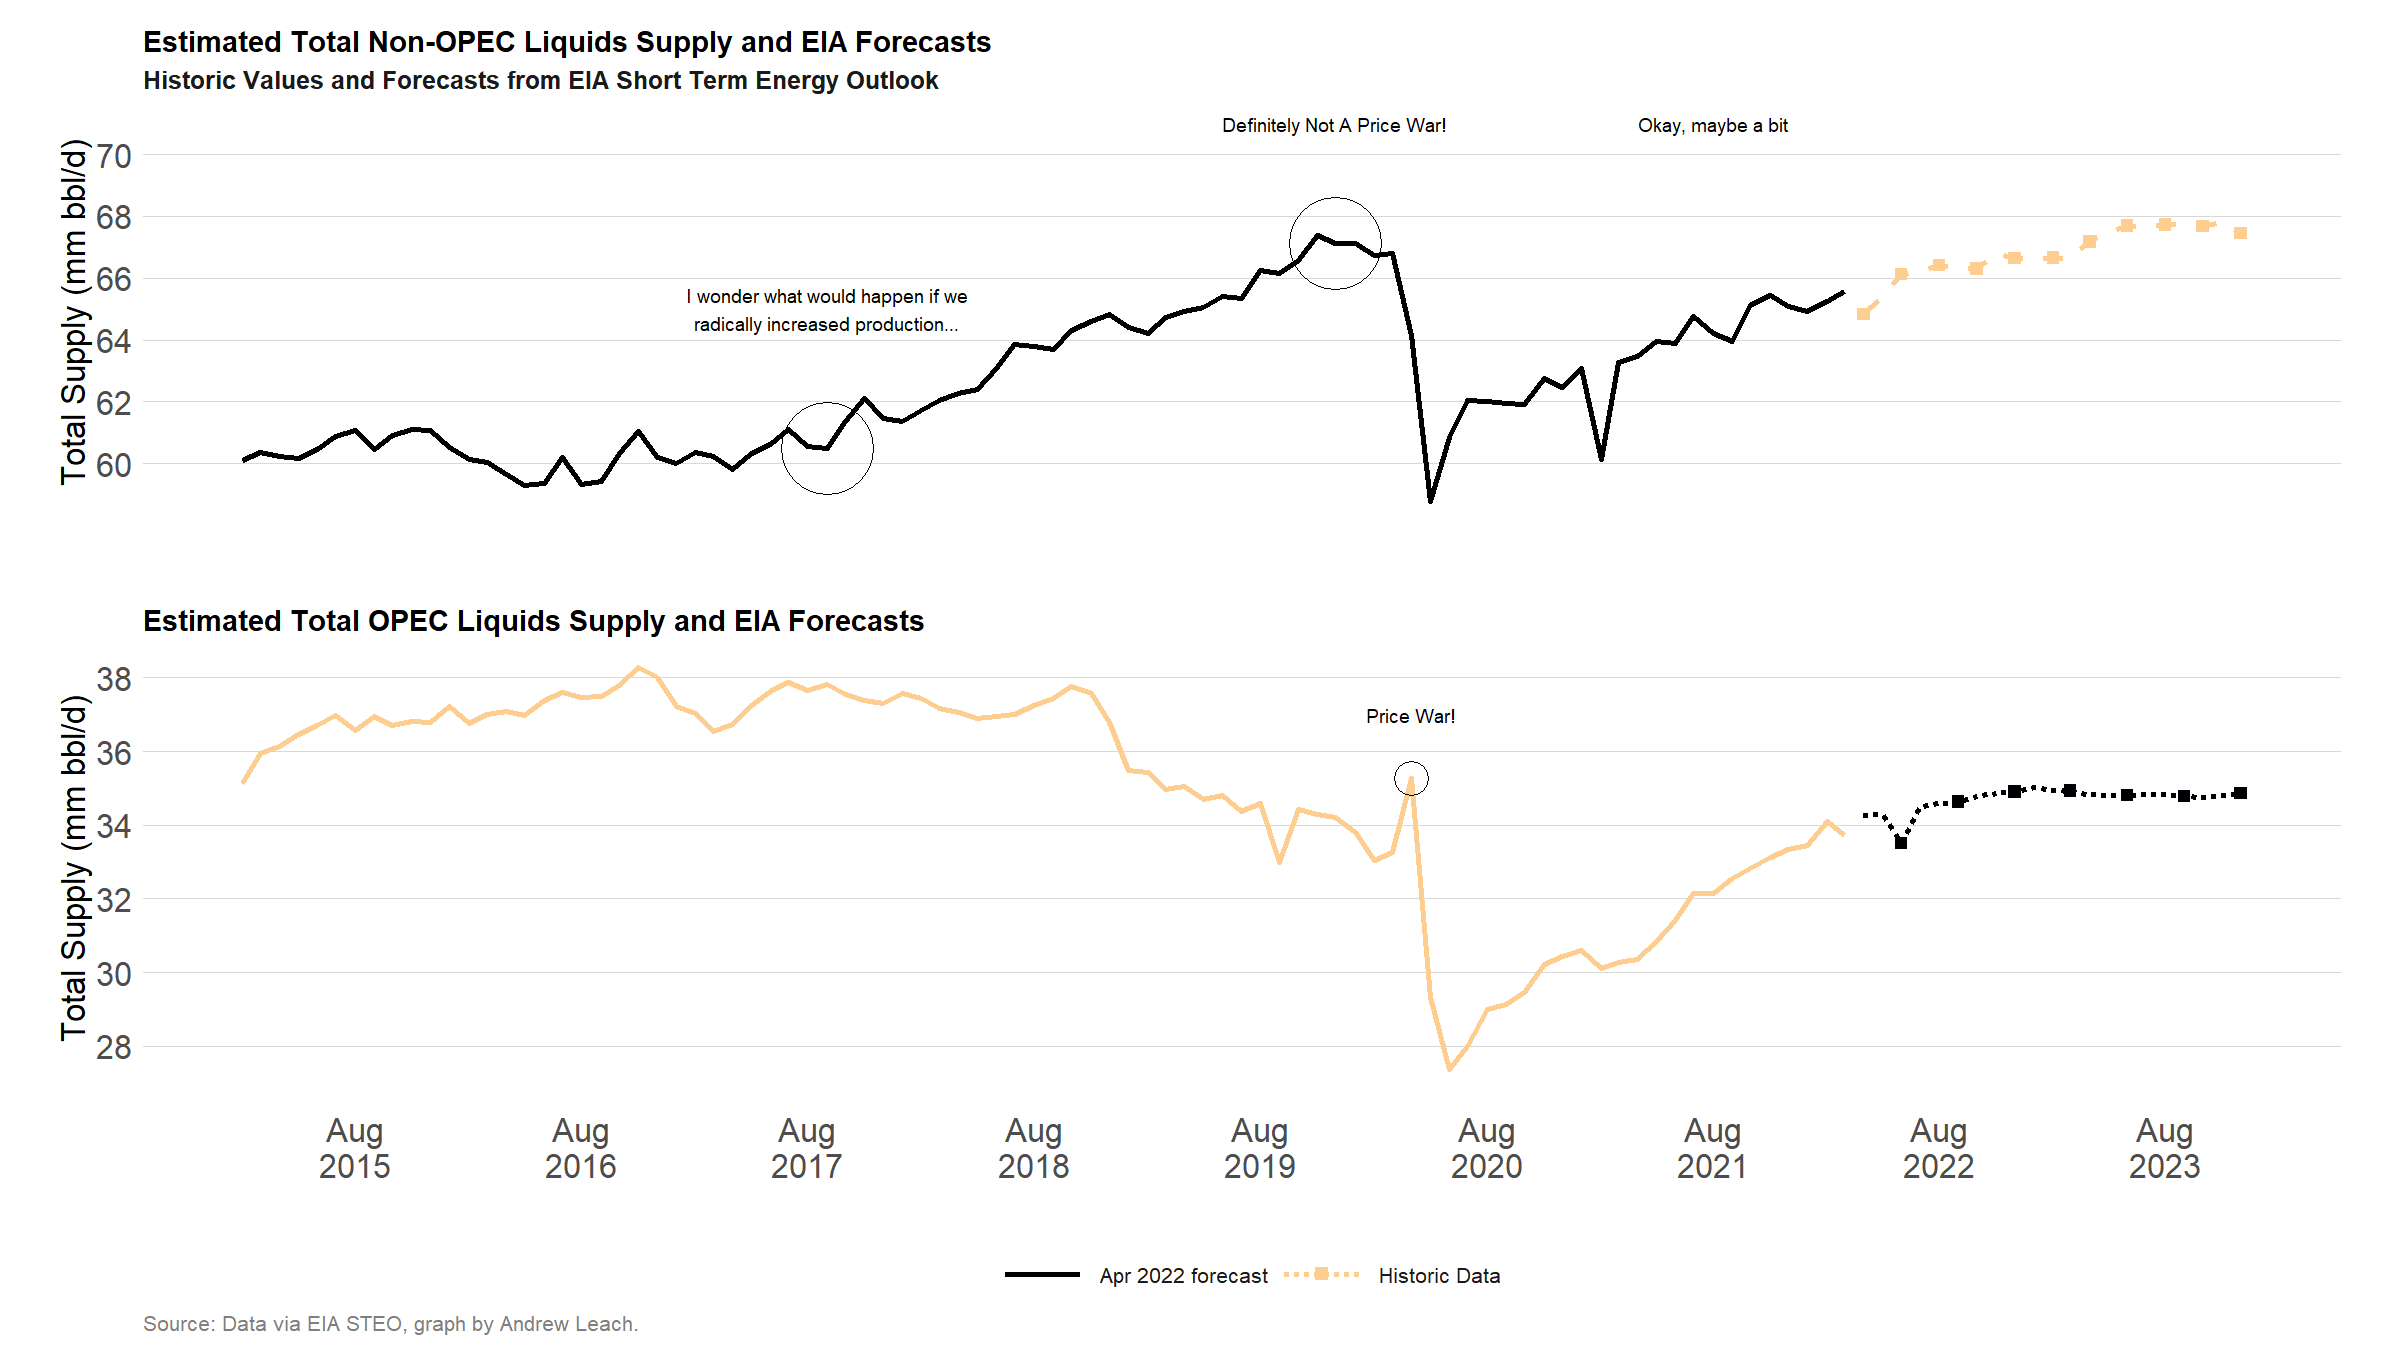 Estimated Total Non-OPEC Liquids Supply and EIA Forecasts
Historic Values and Forecasts from EIA Short Term Energy Outlook
Definitely Not A Price War!
Okay, maybe a bit
I wonder what would happen if we
radically increased production...
Total Supply (mm bbl/d)
70
68
66
64
62
60
Estimated Total OPEC Liquids Supply and EIA Forecasts
Price War!
Total Supply (mm bbl/d)
38
36
34
32
30
28
Aug
2015
Aug
2016
Aug
2017
Aug
2018
Aug
2019
Aug
2020
Aug
2021
Aug
2022
Aug
2023
Apr 2022 forecast
Historic Data
Source: Data via EIA STEO, graph by Andrew Leach.